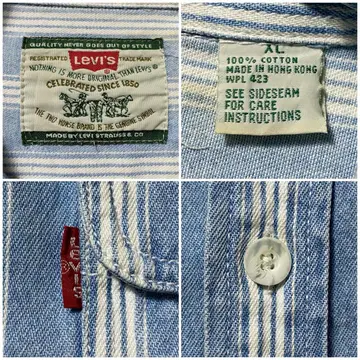 QUALITY NEVER GOES OUT OF STYLE
REGISTERED Levi's TRADE MARK
NOTHING IS MORE ORIGINAL THAN LEVI'S®
CELEBRATED SINCE 1850
THE TWO HORSE BRAND IS THE GENUINE SIGNAL
MADE BY LEVI STRAUSS & CO
XL
100% COTTON
MADE IN HONG KONG
WPL 423
SEE SIDESEAM
FOR CARE
INSTRUCTIONS
LEVI'S